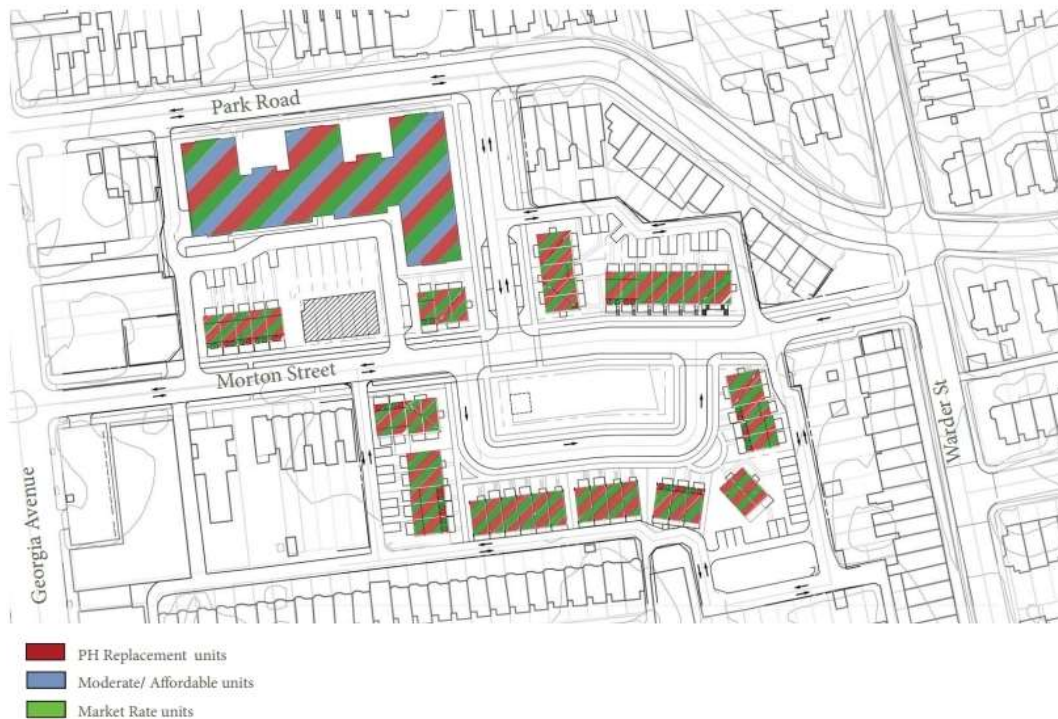 Park Road
Morton Street
Georgia Avenue
Warder St
PH Replacement units
Moderate/ Affordable units
Market Rate units